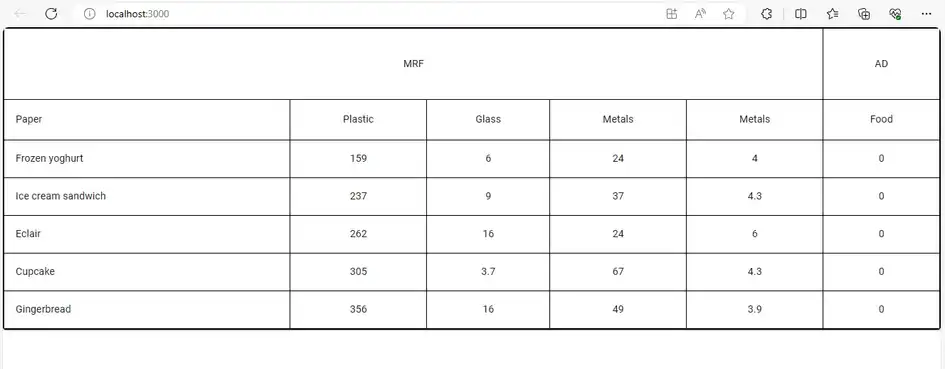 localhost:3000
MRF AD
Paper Plastic Glass Metals Metals Food
Frozen yoghurt 159 6 24 4 0
Ice cream sandwich 237 9 37 4.3 0
Eclair 262 16 24 6 0
Cupcake 305 3.7 67 4.3 0
Gingerbread 356 16 49 3.9 0